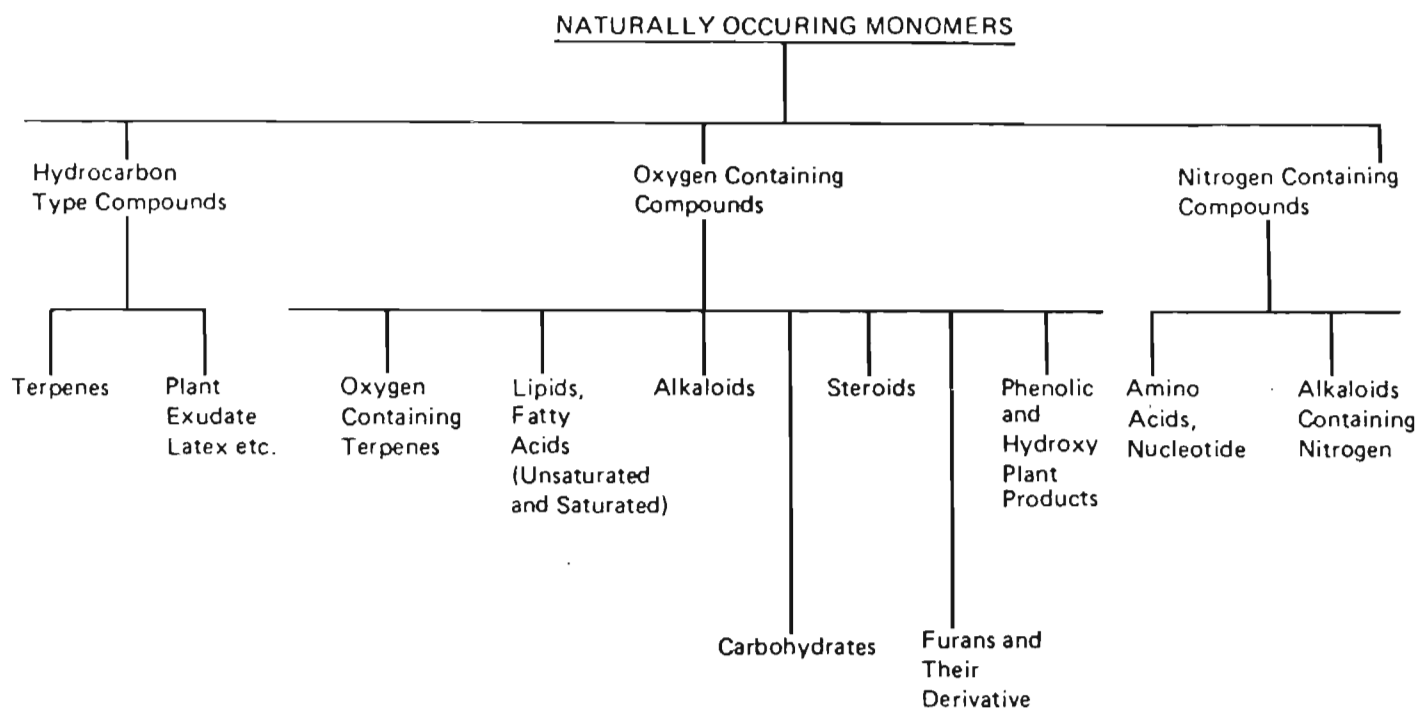 NATURALLY OCCURING MONOMERS
Hydrocarbon
Type Compounds
Oxygen Containing
Compounds
Nitrogen Containing
Compounds
Terpenes
Plant
Exudate
Latex etc.
Oxygen
Containing
Terpenes
Lipids,
Fatty
Acids
(Unsaturated
and Saturated)
Alkaloids
Carbohydrates
Steroids
Furans and
Their
Derivative
Phenolic
and
Hydroxy
Plant
Products
Amino
Acids,
Nucleotide
Alkaloids
Containing
Nitrogen